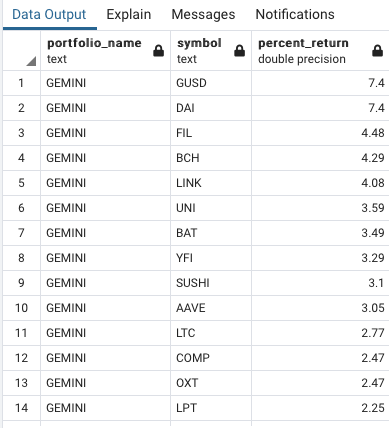 Data Output Explain Messages Notifications
portfolio_name symbol percent_return
text text double precision
1 GEMINI GUSD 7.4
2 GEMINI DAI 7.4
3 GEMINI FIL 4.48
4 GEMINI BCH 4.29
5 GEMINI LINK 4.08
6 GEMINI UNI 3.59
7 GEMINI BAT 3.49
8 GEMINI YFI 3.29
9 GEMINI SUSHI 3.1
10 GEMINI AAVE 3.05
11 GEMINI LTC 2.77
12 GEMINI COMP 2.47
13 GEMINI OXT 2.47
14 GEMINI LPT 2.25